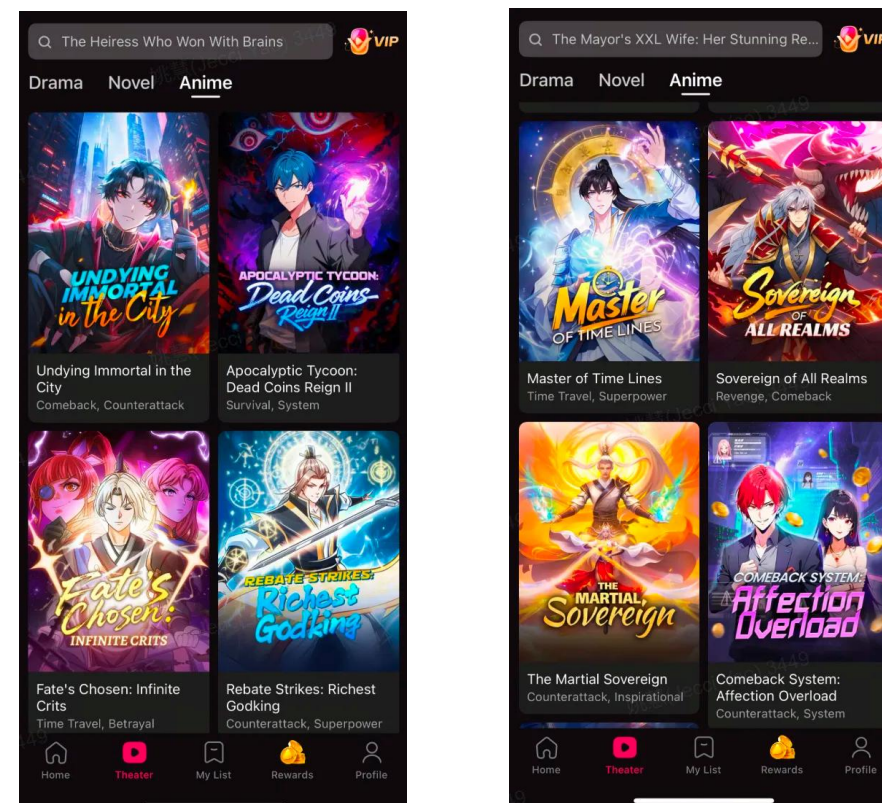 The Heiress Who Won With Brains
VIP
Drama Novel Anime
UNDYING
IMMORTAL
in the City
APOCALYPTIC TYCOON:
Dead Coins
Reign II
Undying Immortal in the
City
Comeback, Counterattack
Apocalyptic Tycoon:
Dead Coins Reign II
Survival, System
Fate's
Chosen:
INFINITE CRITS
REBATE STRIKES:
Richest
Godking
Fate's Chosen: Infinite
Crits
Time Travel, Betrayal
Rebate Strikes: Richest
Godking
Counterattack, Superpower
Home Theater My List Rewards Profile
The Mayor's XXL Wife: Her Stunning Re...
VIP
Drama Novel Anime
Master
OF TIME LINES
Sovereign
OF
ALL REALMS
Master of Time Lines
Time Travel, Superpower
Sovereign of All Realms
Revenge, Comeback
THE
MARTIAL
Sovereign
COMEBACK SYSTEM:
Affection
Overload
The Martial Sovereign
Counterattack, Inspirational
Comeback System:
Affection Overload
Counterattack, System
Home Theater My List Rewards Profile